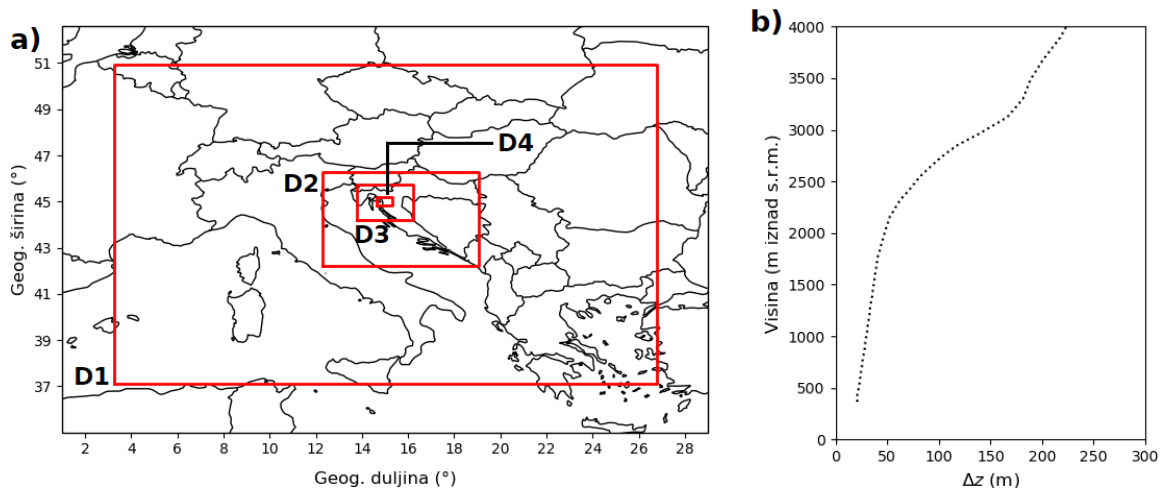 a)
51
49
47
45
43
41
39
37
Geog. širina (°)
D4
D2
D3
D1
2 4 6 8 10 12 14 16 18 20 22 24 26 28
Geog. duljina (°)
b)
4000
3500
3000
2500
2000
1500
1000
500
0
Visina (m iznad s.r.m.)
0 50 100 150 200 250 300
Δz (m)